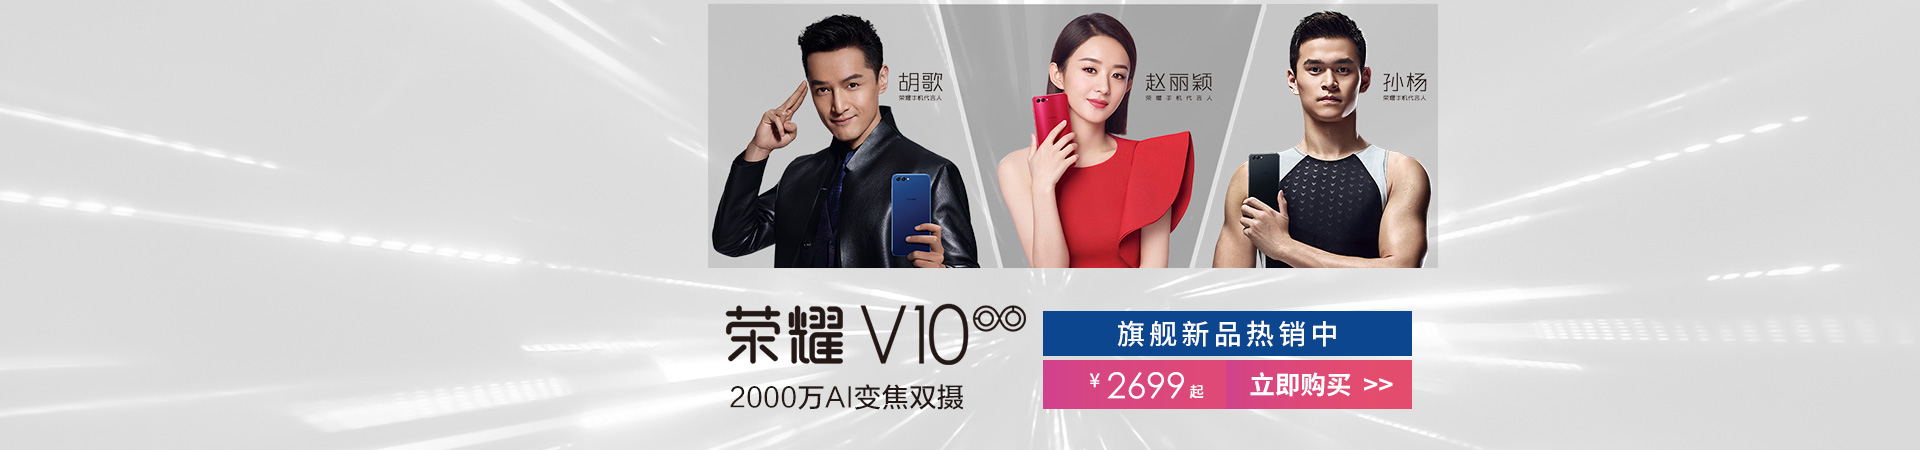 胡歌
荣耀手机代言人
赵丽颖
荣耀手机代言人
孙杨
荣耀手机代言人
荣耀 V10
2000万AI变焦双摄
旗舰新品热销中
¥ 2699起
立即购买 >>